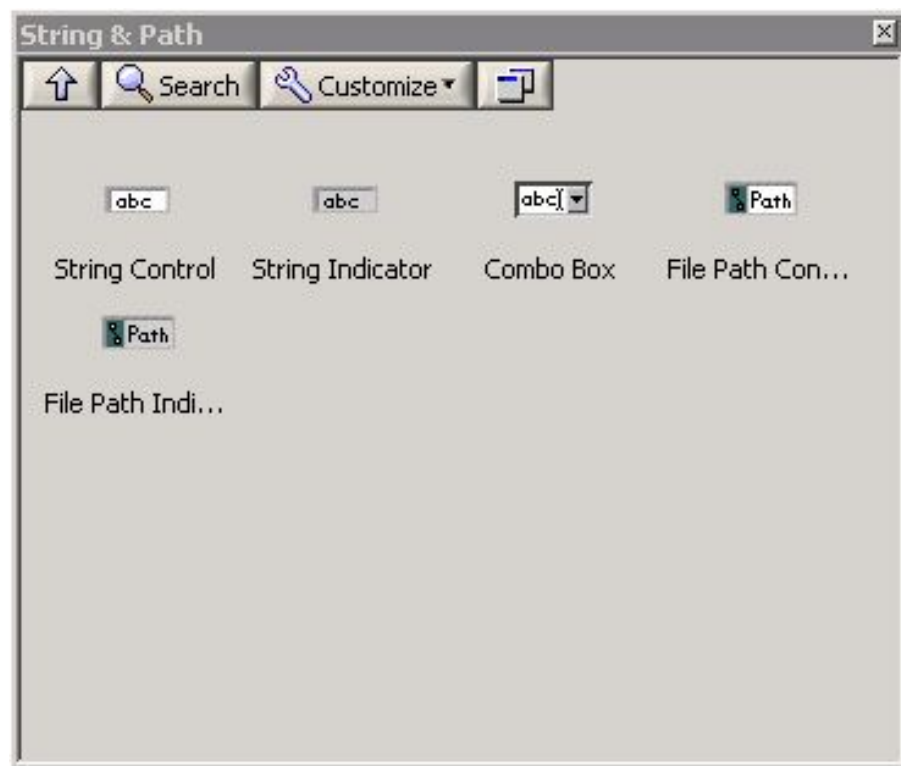 String & Path
Search Customize
abc abc abc Path
String Control String Indicator Combo Box File Path Con...
Path
File Path Indi...